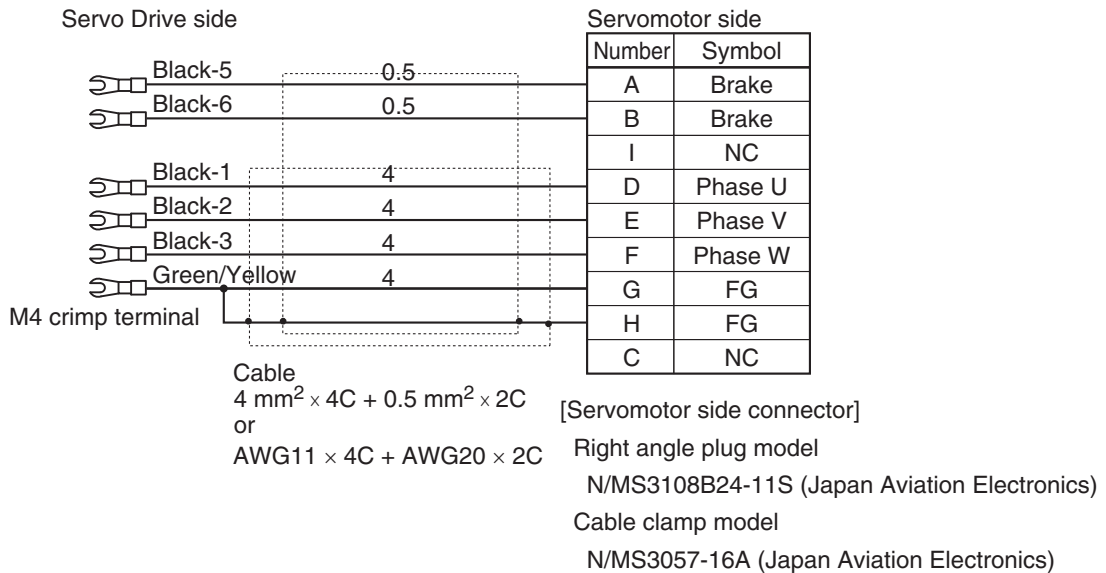 Servo Drive side
Servomotor side
Number Symbol
Black-5 0.5 A Brake
Black-6 0.5 B Brake
I NC
Black-1 4 D Phase U
Black-2 4 E Phase V
Black-3 4 F Phase W
Green/Yellow 4 G FG
M4 crimp terminal H FG
C NC
Cable
4 mm² × 4C + 0.5 mm² × 2C
or
AWG11 × 4C + AWG20 × 2C
[Servomotor side connector]
Right angle plug model
N/MS3108B24-11S (Japan Aviation Electronics)
Cable clamp model
N/MS3057-16A (Japan Aviation Electronics)